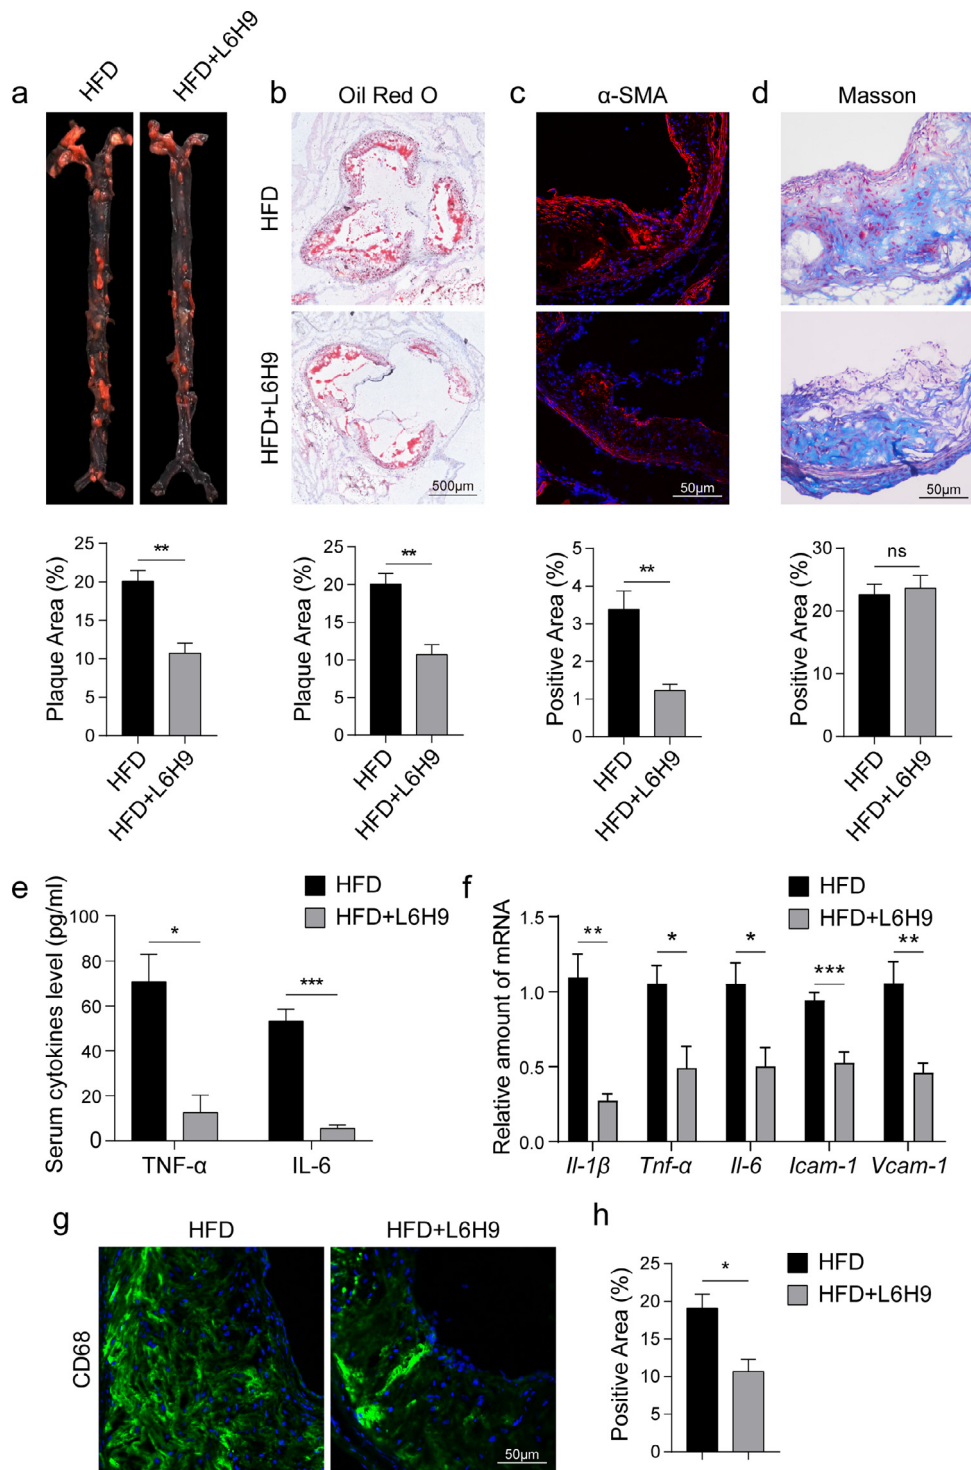 a
HFD
HFD+L6H9
b
Oil Red O
c
α-SMA
d
Masson
HFD
HFD+L6H9
500µm
50µm
50µm
Plaque Area (%)
25
20
15
10
5
0
**
HFD
HFD+L6H9
Plaque Area (%)
25
20
15
10
5
0
**
HFD
HFD+L6H9
Positive Area (%)
5
4
3
2
1
0
**
HFD
HFD+L6H9
Positive Area (%)
30
20
10
0
ns
HFD
HFD+L6H9
e
HFD
HFD+L6H9
Serum cytokines level (pg/ml)
100
80
60
40
20
0
*
***
TNF-α
IL-6
f
HFD
HFD+L6H9
Relative amount of mRNA
1.5
1.0
0.5
0.0
**
*
*
***
**
Il-1β
Tnf-α
Il-6
Icam-1
Vcam-1
g
HFD
HFD+L6H9
CD68
50µm
h
HFD
HFD+L6H9
Positive Area (%)
25
20
15
10
5
0
*